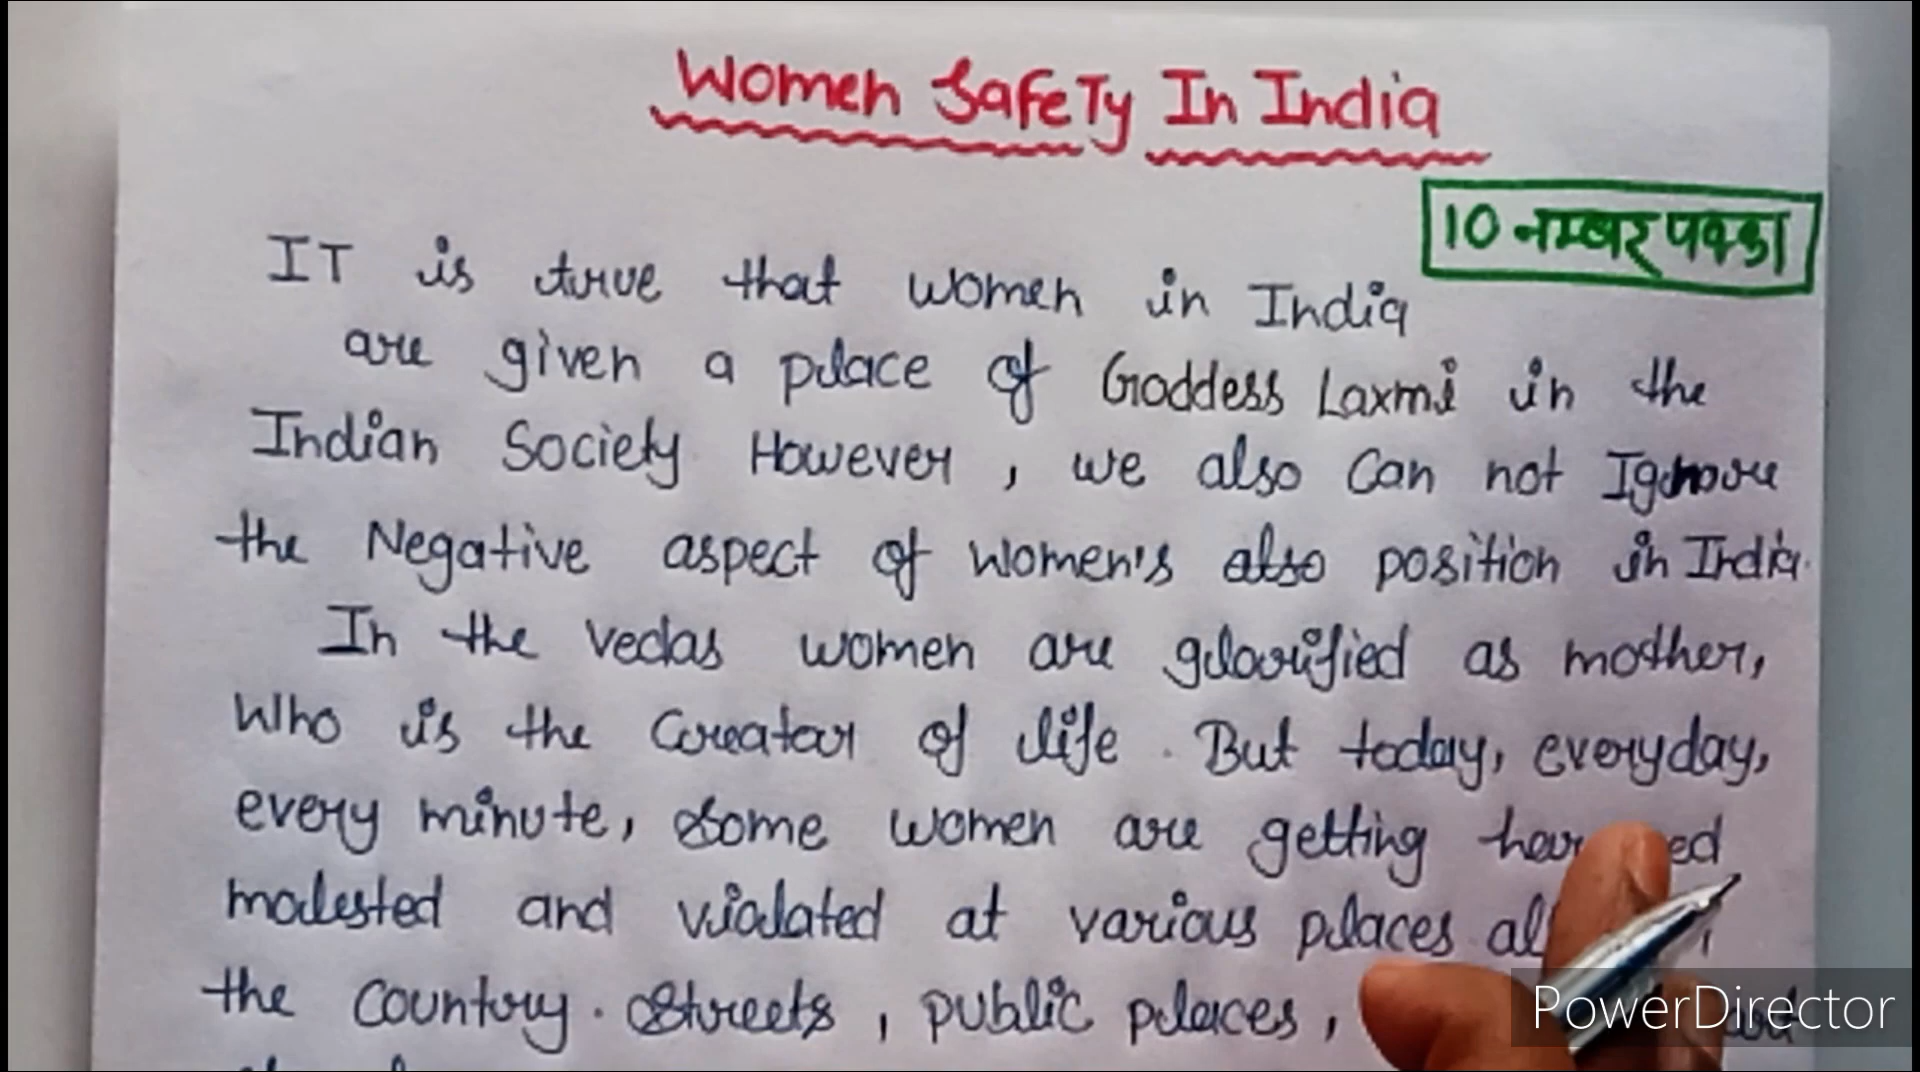 Women Safety In India
10 नम्बर पक्का
IT is true that women in India
are given a place of Goddess Laxmi in the
Indian Society However, we also Can not Ignore
the Negative aspect of women's also position in India.
In the vedas women are glorified as mother,
Who is the Creator of life. But today, everyday,
every minute, some women are getting
molested and violated at various places
the Country. Streets, public places,
PowerDirector